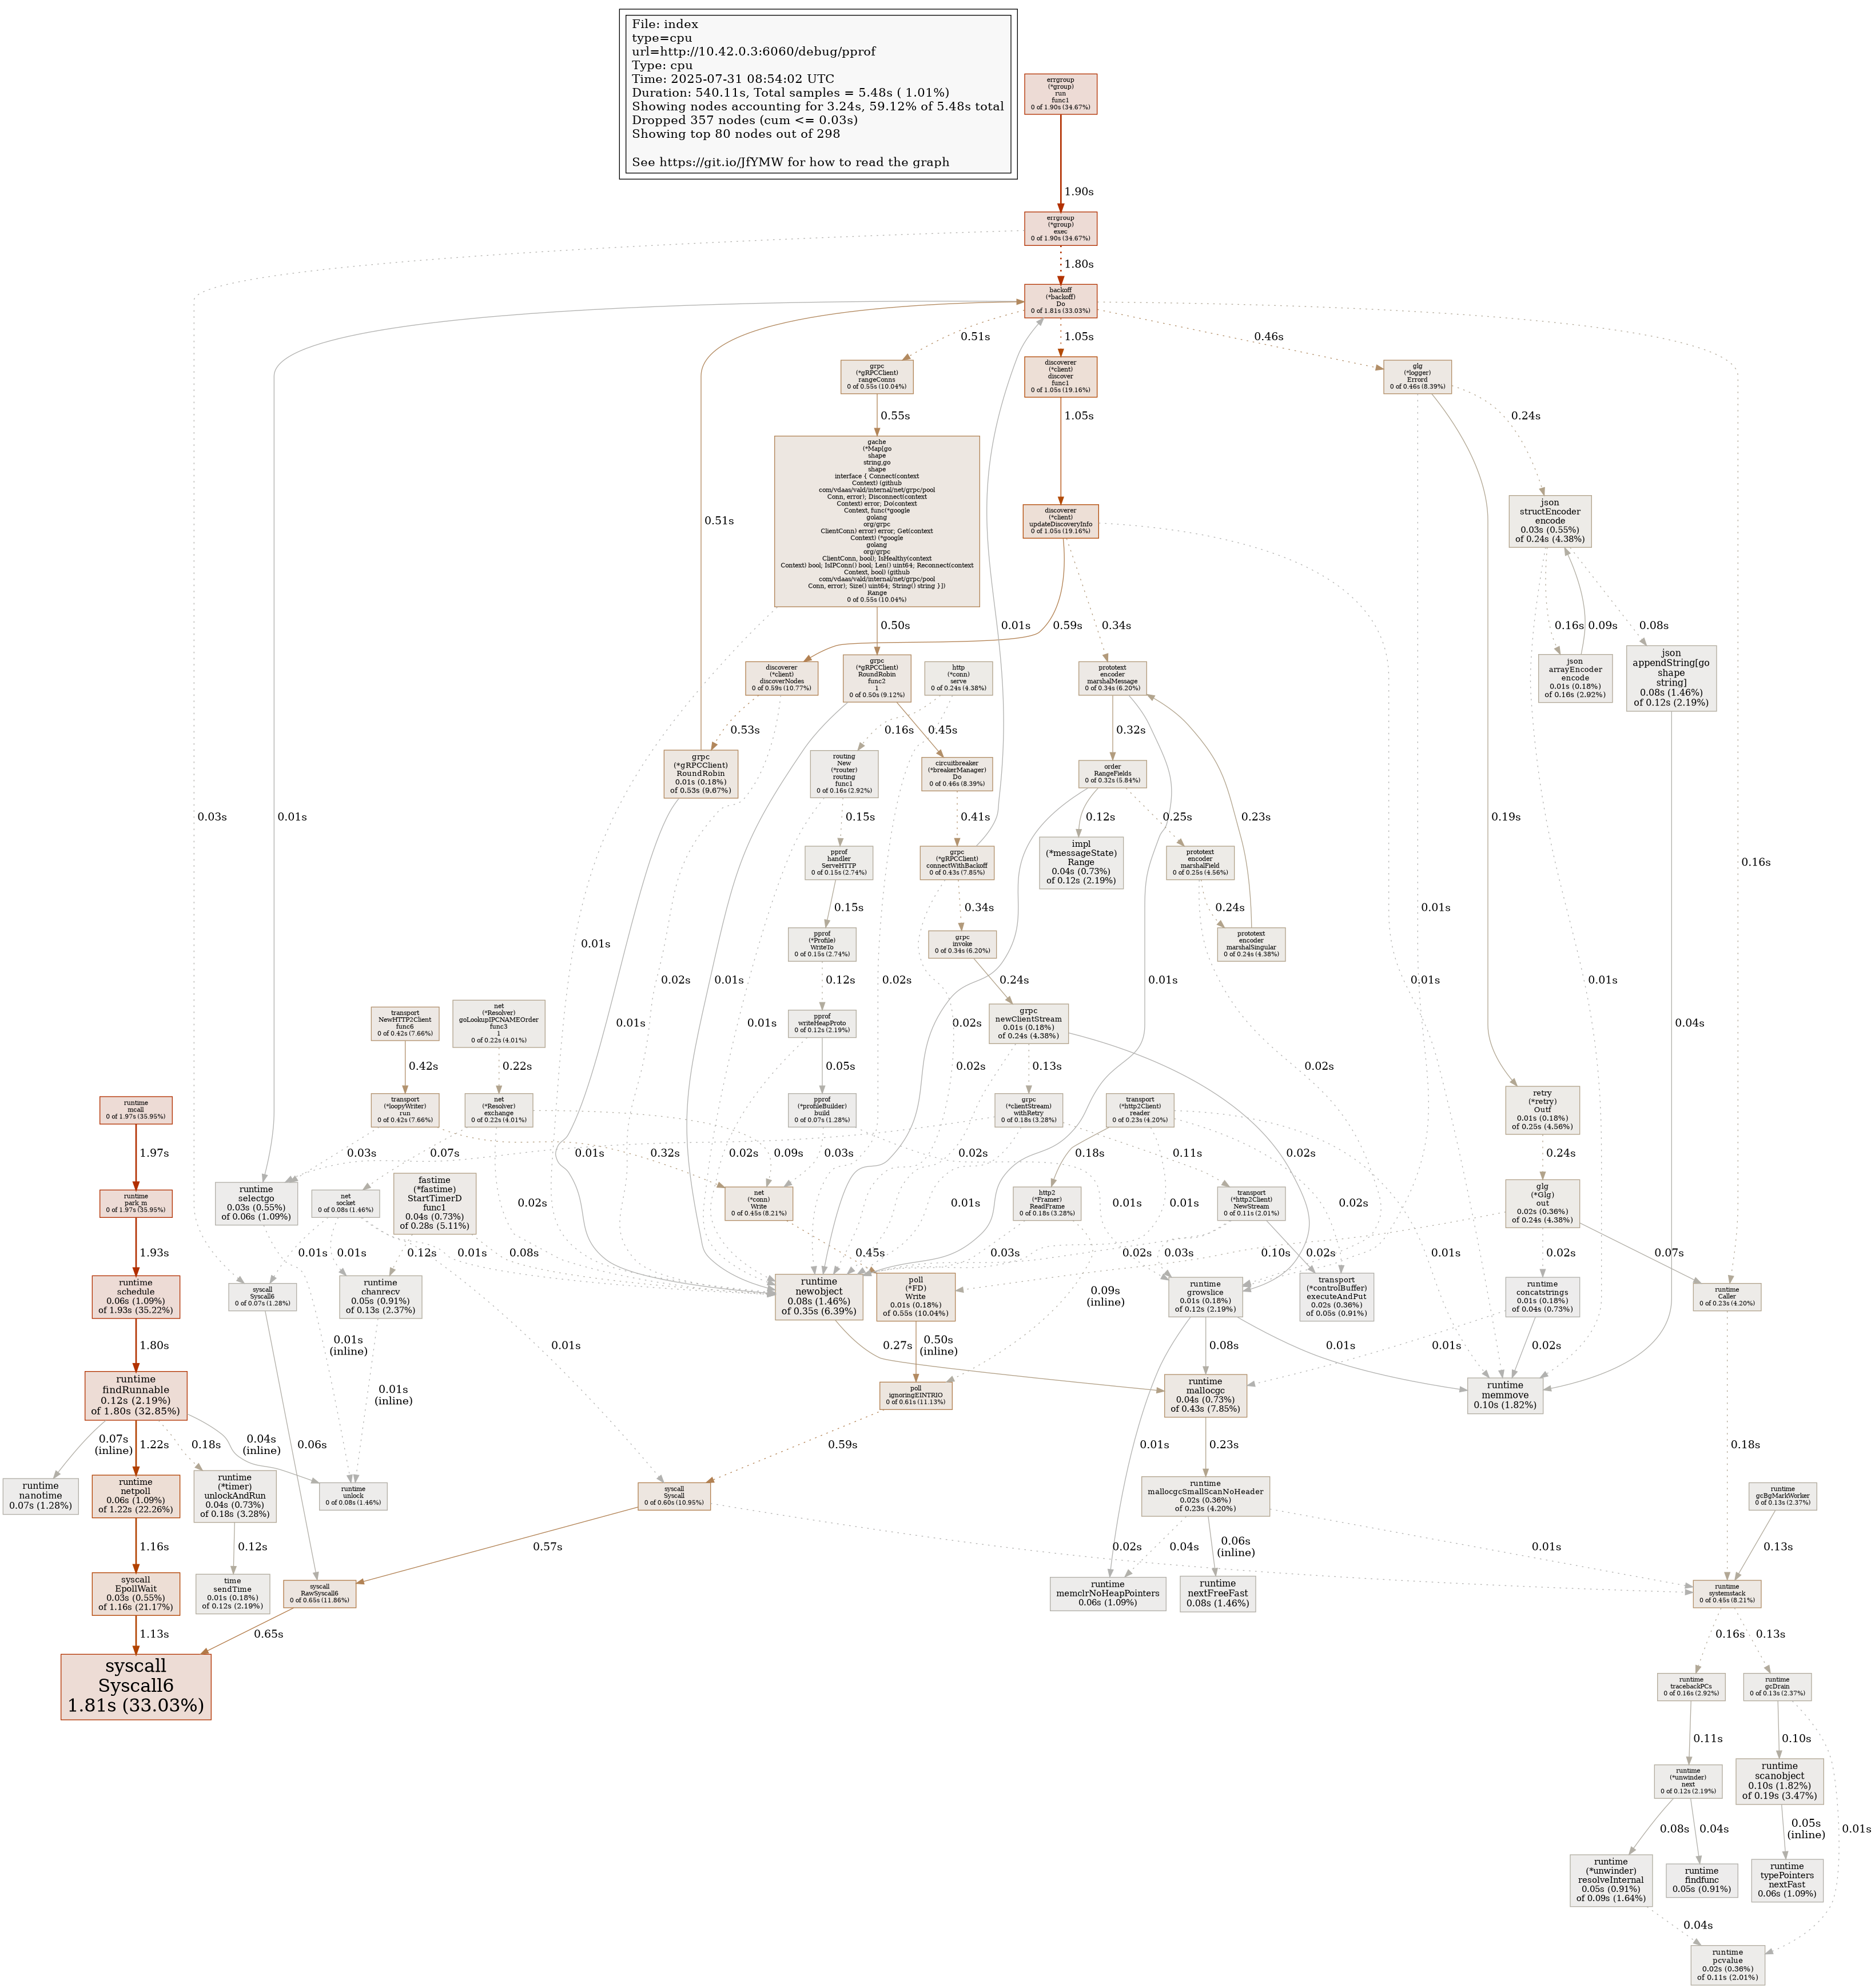 File: index
type=cpu
url=http://10.42.0.3:6060/debug/pprof
Type: cpu
Time: 2025-07-31 08:54:02 UTC
Duration: 540.11s, Total samples = 5.48s ( 1.01%)
Showing nodes accounting for 3.24s, 59.12% of 5.48s total
Dropped 357 nodes (cum <= 0.03s)
Showing top 80 nodes out of 298
See https://git.io/JfYMW for how to read the graph
errgroup
(*group)
run
func1
0 of 1.90s (34.67%)
1.90s
errgroup
(*group)
exec
0 of 1.90s (34.67%)
1.80s
backoff
(*backoff)
Do
0 of 1.81s (33.03%)
0.51s
1.05s
0.46s
grpc
(*gRPCClient)
rangeConns
0 of 0.55s (10.04%)
discoverer
(*client)
discover
func1
0 of 1.05s (19.16%)
glg
(*logger)
Errord
0 of 0.46s (8.39%)
0.55s
1.05s
0.24s
gache
(*Map[go
shape
string,go
shape
interface { Connect(context
Context) (github
com/vdaas/vald/internal/net/grpc/pool
Conn, error); Disconnect(context
Context) error; Do(context
Context, func(*google
golang
org/grpc
ClientConn) error) error; Get(context
Context) (*google
golang
org/grpc
ClientConn, bool); IsHealthy(context
Context) bool; IsIPConn() bool; Len() uint64; Reconnect(context
Context, bool) (github
com/vdaas/vald/internal/net/grpc/pool
Conn, error); Size() uint64; String() string }])
Range
0 of 0.55s (10.04%)
discoverer
(*client)
updateDiscoveryInfo
0 of 1.05s (19.16%)
json
structEncoder
encode
0.03s (0.55%)
of 0.24s (4.38%)
0.51s
0.50s
0.01s
0.59s
0.34s
0.16s
0.09s
0.08s
discoverer
(*client)
discoverNodes
0 of 0.59s (10.77%)
grpc
(*gRPCClient)
RoundRobin
func2
1
0 of 0.50s (9.12%)
http
(*conn)
serve
0 of 0.24s (4.38%)
prototext
encoder
marshalMessage
0 of 0.34s (6.20%)
json
arrayEncoder
encode
0.01s (0.18%)
of 0.16s (2.92%)
json
appendString[go
shape
string]
0.08s (1.46%)
of 0.12s (2.19%)
0.53s
0.16s
0.45s
0.32s
grpc
(*gRPCClient)
RoundRobin
0.01s (0.18%)
of 0.53s (9.67%)
routing
New
(*router)
routing
func1
0 of 0.16s (2.92%)
circuitbreaker
(*breakerManager)
Do
0 of 0.46s (8.39%)
order
RangeFields
0 of 0.32s (5.84%)
0.03s
0.01s
0.15s
0.41s
0.12s
0.25s
0.23s
0.19s
pprof
handler
ServeHTTP
0 of 0.15s (2.74%)
grpc
(*gRPCClient)
connectWithBackoff
0 of 0.43s (7.85%)
impl
(*messageState)
Range
0.04s (0.73%)
of 0.12s (2.19%)
prototext
encoder
marshalField
0 of 0.25s (4.56%)
0.16s
0.15s
0.34s
0.24s
0.01s
pprof
(*Profile)
WriteTo
0 of 0.15s (2.74%)
grpc
invoke
0 of 0.34s (6.20%)
prototext
encoder
marshalSingular
0 of 0.24s (4.38%)
0.01s
0.02s
0.01s
0.12s
0.02s
0.24s
0.01s
0.01s
transport
NewHTTP2Client
func6
0 of 0.42s (7.66%)
net
(*Resolver)
goLookupIPCNAMEOrder
func3
1
0 of 0.22s (4.01%)
pprof
writeHeapProto
0 of 0.12s (2.19%)
grpc
newClientStream
0.01s (0.18%)
of 0.24s (4.38%)
0.01s
0.01s
0.02s
0.01s
0.04s
0.42s
0.22s
0.05s
0.02s
0.13s
0.02s
runtime
mcall
0 of 1.97s (35.95%)
transport
(*loopyWriter)
run
0 of 0.42s (7.66%)
net
(*Resolver)
exchange
0 of 0.22s (4.01%)
pprof
(*profileBuilder)
build
0 of 0.07s (1.28%)
grpc
(*clientStream)
withRetry
0 of 0.18s (3.28%)
transport
(*http2Client)
reader
0 of 0.23s (4.20%)
retry
(*retry)
Outf
0.01s (0.18%)
of 0.25s (4.56%)
1.97s
0.03s
0.07s
0.01s
0.32s
0.02s
0.09s
0.03s
0.02s
0.18s
0.11s
0.02s
0.24s
runtime
park_m
0 of 1.97s (35.95%)
runtime
selectgo
0.03s (0.55%)
of 0.06s (1.09%)
net
socket
0 of 0.08s (1.46%)
fastime
(*fastime)
StartTimerD
func1
0.04s (0.73%)
of 0.28s (5.11%)
net
(*conn)
Write
0 of 0.45s (8.21%)
http2
(*Framer)
ReadFrame
0 of 0.18s (3.28%)
transport
(*http2Client)
NewStream
0 of 0.11s (2.01%)
glg
(*Glg)
out
0.02s (0.36%)
of 0.24s (4.38%)
0.02s
0.01s
0.01s
0.01s
0.02s
1.93s
0.01s
0.01s
0.12s
0.01s
0.08s
0.45s
0.03s
0.02s
0.03s
0.02s
0.10s
0.01s
0.02s
0.07s
runtime
schedule
0.06s (1.09%)
of 1.93s (35.22%)
syscall
Syscall6
0 of 0.07s (1.28%)
runtime
chanrecv
0.05s (0.91%)
of 0.13s (2.37%)
runtime
newobject
0.08s (1.46%)
of 0.35s (6.39%)
poll
(*FD)
Write
0.01s (0.18%)
of 0.55s (10.04%)
0.09s
(inline)
runtime
growslice
0.01s (0.18%)
of 0.12s (2.19%)
transport
(*controlBuffer)
executeAndPut
0.02s (0.36%)
of 0.05s (0.91%)
runtime
concatstrings
0.01s (0.18%)
of 0.04s (0.73%)
runtime
Caller
0 of 0.23s (4.20%)
1.80s
0.01s
(inline)
0.01s
0.27s
0.50s
(inline)
0.08s
0.01s
0.01s
0.02s
0.01s
(inline)
runtime
findRunnable
0.12s (2.19%)
of 1.80s (32.85%)
poll
ignoringEINTRIO
0 of 0.61s (11.13%)
runtime
mallocgc
0.04s (0.73%)
of 0.43s (7.85%)
runtime
memmove
0.10s (1.82%)
0.07s
(inline)
1.22s
0.18s
0.04s
(inline)
0.06s
0.59s
0.01s
0.23s
0.18s
runtime
nanotime
0.07s (1.28%)
runtime
netpoll
0.06s (1.09%)
of 1.22s (22.26%)
runtime
(*timer)
unlockAndRun
0.04s (0.73%)
of 0.18s (3.28%)
runtime
unlock
0 of 0.08s (1.46%)
syscall
Syscall
0 of 0.60s (10.95%)
runtime
mallocgcSmallScanNoHeader
0.02s (0.36%)
of 0.23s (4.20%)
runtime
gcBgMarkWorker
0 of 0.13s (2.37%)
1.16s
0.12s
0.57s
0.02s
0.04s
0.06s
(inline)
0.01s
0.13s
syscall
EpollWait
0.03s (0.55%)
of 1.16s (21.17%)
time
sendTime
0.01s (0.18%)
of 0.12s (2.19%)
syscall
RawSyscall6
0 of 0.65s (11.86%)
runtime
memclrNoHeapPointers
0.06s (1.09%)
runtime
nextFreeFast
0.08s (1.46%)
runtime
systemstack
0 of 0.45s (8.21%)
1.13s
0.65s
0.16s
0.13s
syscall
Syscall6
1.81s (33.03%)
runtime
tracebackPCs
0 of 0.16s (2.92%)
runtime
gcDrain
0 of 0.13s (2.37%)
0.11s
0.10s
runtime
(*unwinder)
next
0 of 0.12s (2.19%)
runtime
scanobject
0.10s (1.82%)
of 0.19s (3.47%)
0.08s
0.04s
0.05s
(inline)
0.01s
runtime
(*unwinder)
resolveInternal
0.05s (0.91%)
of 0.09s (1.64%)
runtime
findfunc
0.05s (0.91%)
runtime
typePointers
nextFast
0.06s (1.09%)
0.04s
runtime
pcvalue
0.02s (0.36%)
of 0.11s (2.01%)